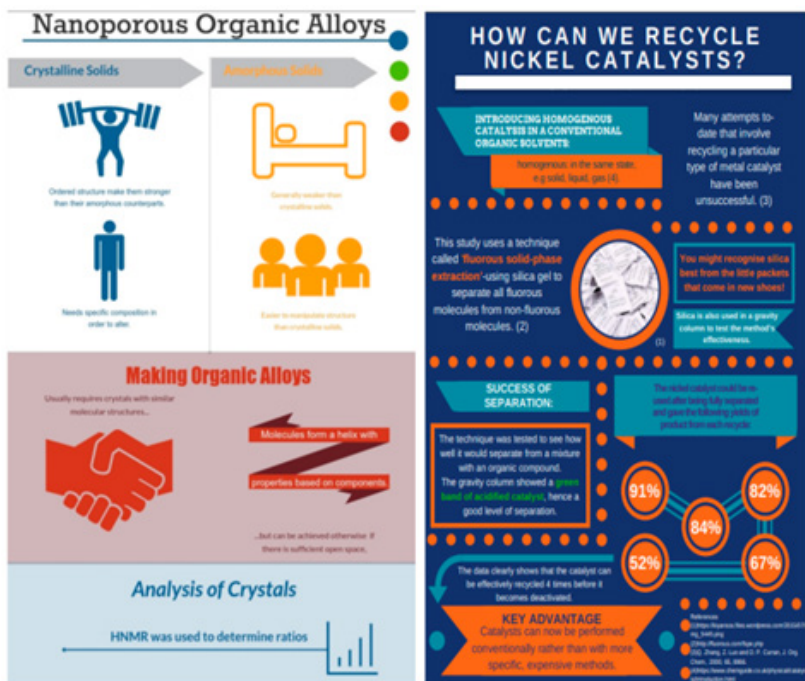 Nanoporous Organic Alloys
Crystalline Solids
Amorphous Solids
Ordered structure make them stronger
than their amorphous counterparts.
Generally weaker than
crystalline solids.
Needs specific composition in
order to alter.
Easier to manipulate structure
than crystalline solids.
Making Organic Alloys
Usually requires crystals with similar
molecular structures...
Molecules form a helix with
properties based on components.
...but can be achieved otherwise if
there is sufficient open space.
Analysis of Crystals
HNMR was used to determine ratios
HOW CAN WE RECYCLE
NICKEL CATALYSTS?
INTRODUCING HOMOGENOUS
CATALYSIS IN A CONVENTIONAL
ORGANIC SOLVENTS:
homogenous: in the same state.
e.g solid, liquid, gas (4).
Many attempts to-
date that involve
recycling a particular
type of metal catalyst
have been
unsuccessful. (3)
This study uses a technique
called 'fluorous solid-phase
extraction'-using silica gel to
separate all fluorous
molecules from non-fluorous
molecules. (2)
(1)
You might recognise silica
best from the little packets
that come in new shoes!
Silica is also used in a gravity
column to test the method's
effectiveness.
SUCCESS OF
SEPARATION:
The technique was tested to see how
well it would separate from a mixture
with an organic compound.
The gravity column showed a green
band of acidified catalyst, hence a
good level of separation.
The nickel catalyst could be re-
used after being fully separated
and gave the following yields of
product from each recycle:
91%
82%
84%
52%
67%
The data clearly shows that the catalyst can
be effectively recycled 4 times before it
becomes deactivated.
KEY ADVANTAGE
Catalysts can now be performed
conventionally rather than with more
specific, expensive methods.
References